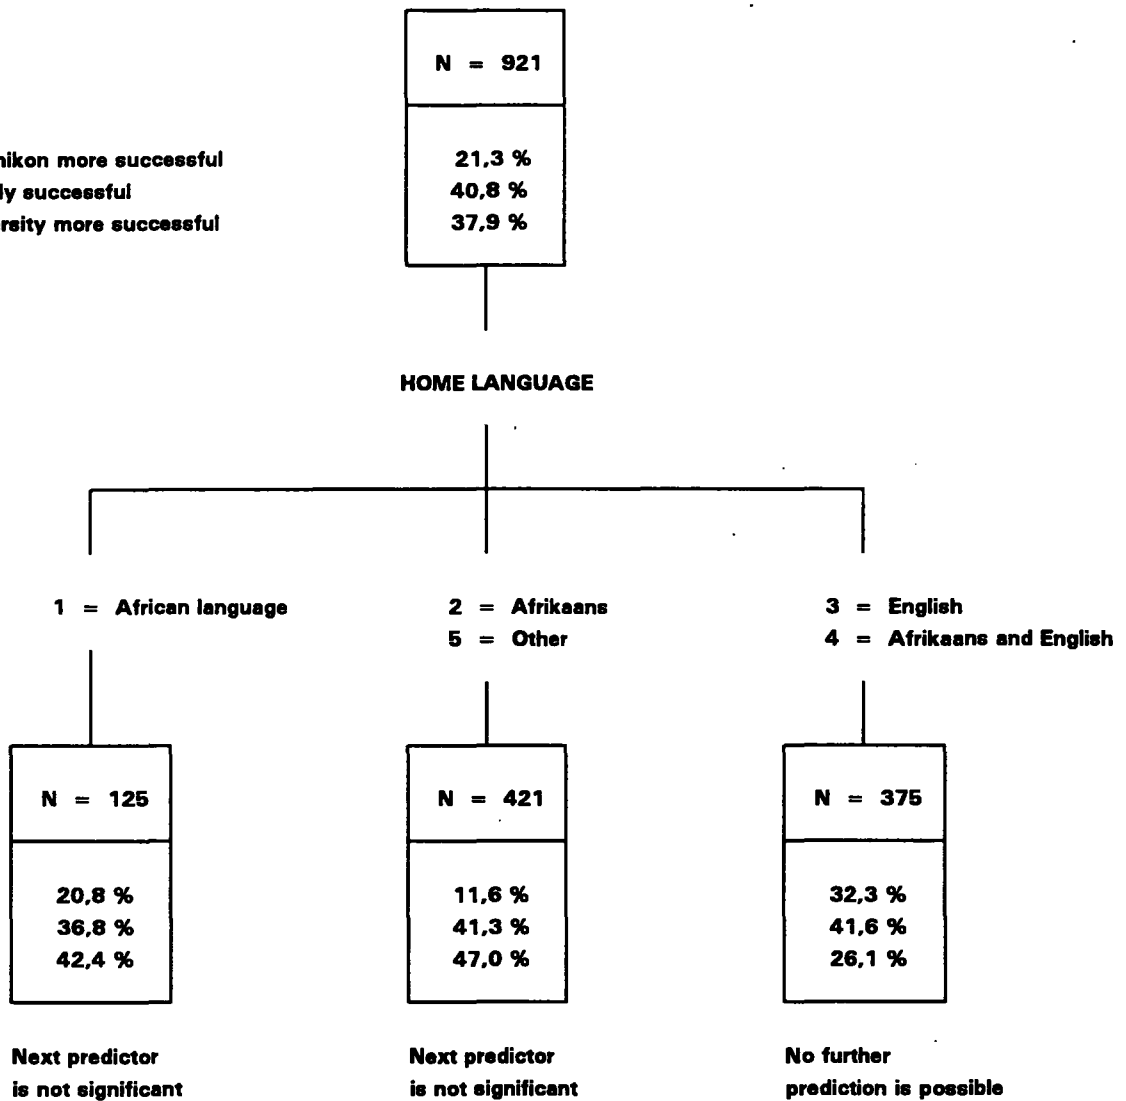 N = 921
nikon more successful 21,3 %
ly successful 40,8 %
rsity more successful 37,9 %
HOME LANGUAGE
1 = African language 2 = Afrikaans 3 = English
5 = Other 4 = Afrikaans and English
N = 125 N = 421 N = 375
20,8 % 11,6 % 32,3 %
36,8 % 41,3 % 41,6 %
42,4 % 47,0 % 26,1 %
Next predictor Next predictor No further
is not significant is not significant prediction is possible